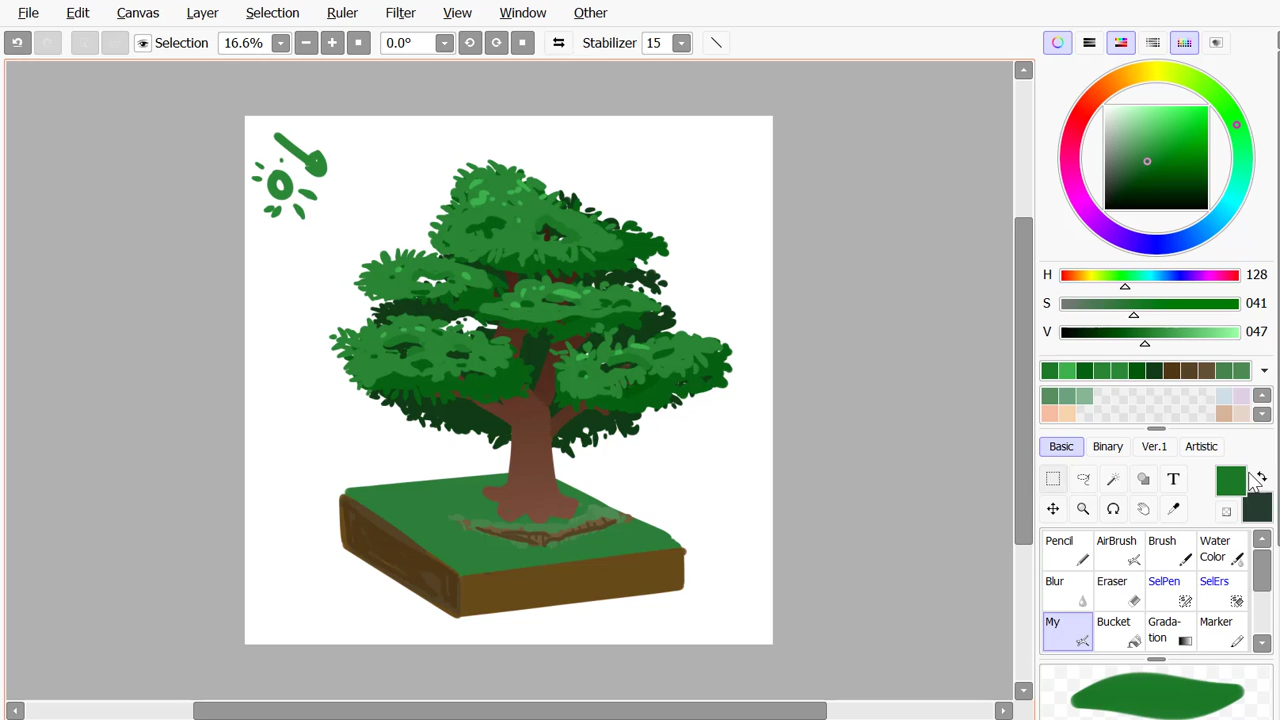 File Edit Canvas Layer Selection Ruler Filter View Window Other
Selection 16.6% 0.0° Stabilizer 15
H 128
S 041
V 047
Basic Binary Ver.1 Artistic
T
Pencil AirBrush Brush Water Color
Blur Eraser SelPen SelErs
My Bucket Grada-tion Marker